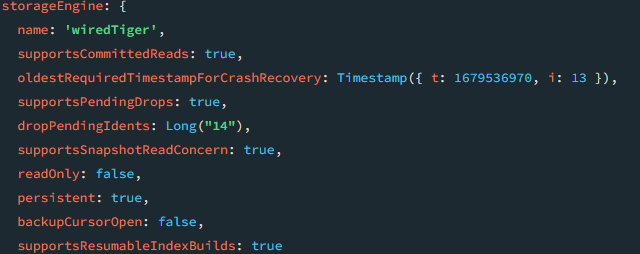 storageEngine: {
name: 'wiredTiger',
supportsCommittedReads: true,
oldestRequiredTimestampForCrashRecovery: Timestamp({ t: 1679536970, i: 13 }),
supportsPendingDrops: true,
dropPendingIdents: Long("14"),
supportsSnapshotReadConcern: true,
readOnly: false,
persistent: true,
backupCursorOpen: false,
supportsResumableIndexBuilds: true